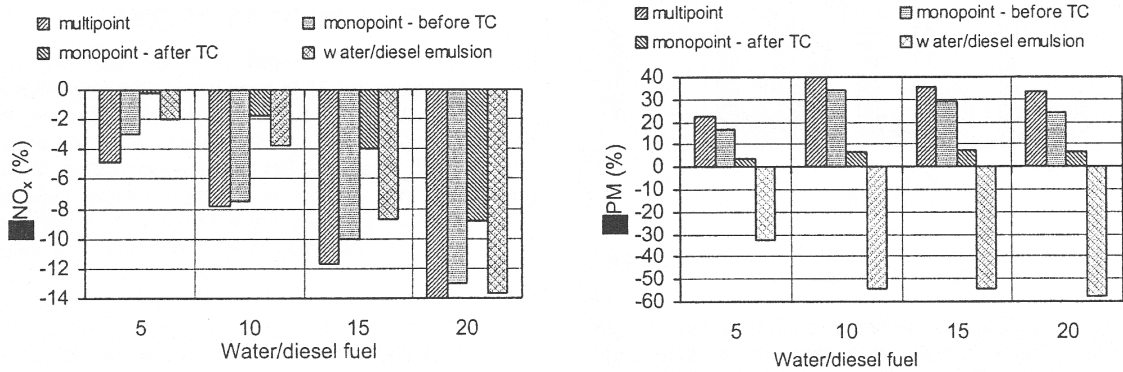 multipoint
monopoint - before TC
monopoint - after TC
water/diesel emulsion
0
-2
-4
-6
-8
-10
-12
-14
NOx (%)
5 10 15 20
Water/diesel fuel
multipoint
monopoint - before TC
monopoint - after TC
water/diesel emulsion
40
30
20
10
0
-10
-20
-30
-40
-50
-60
PM (%)
5 10 15 20
Water/diesel fuel